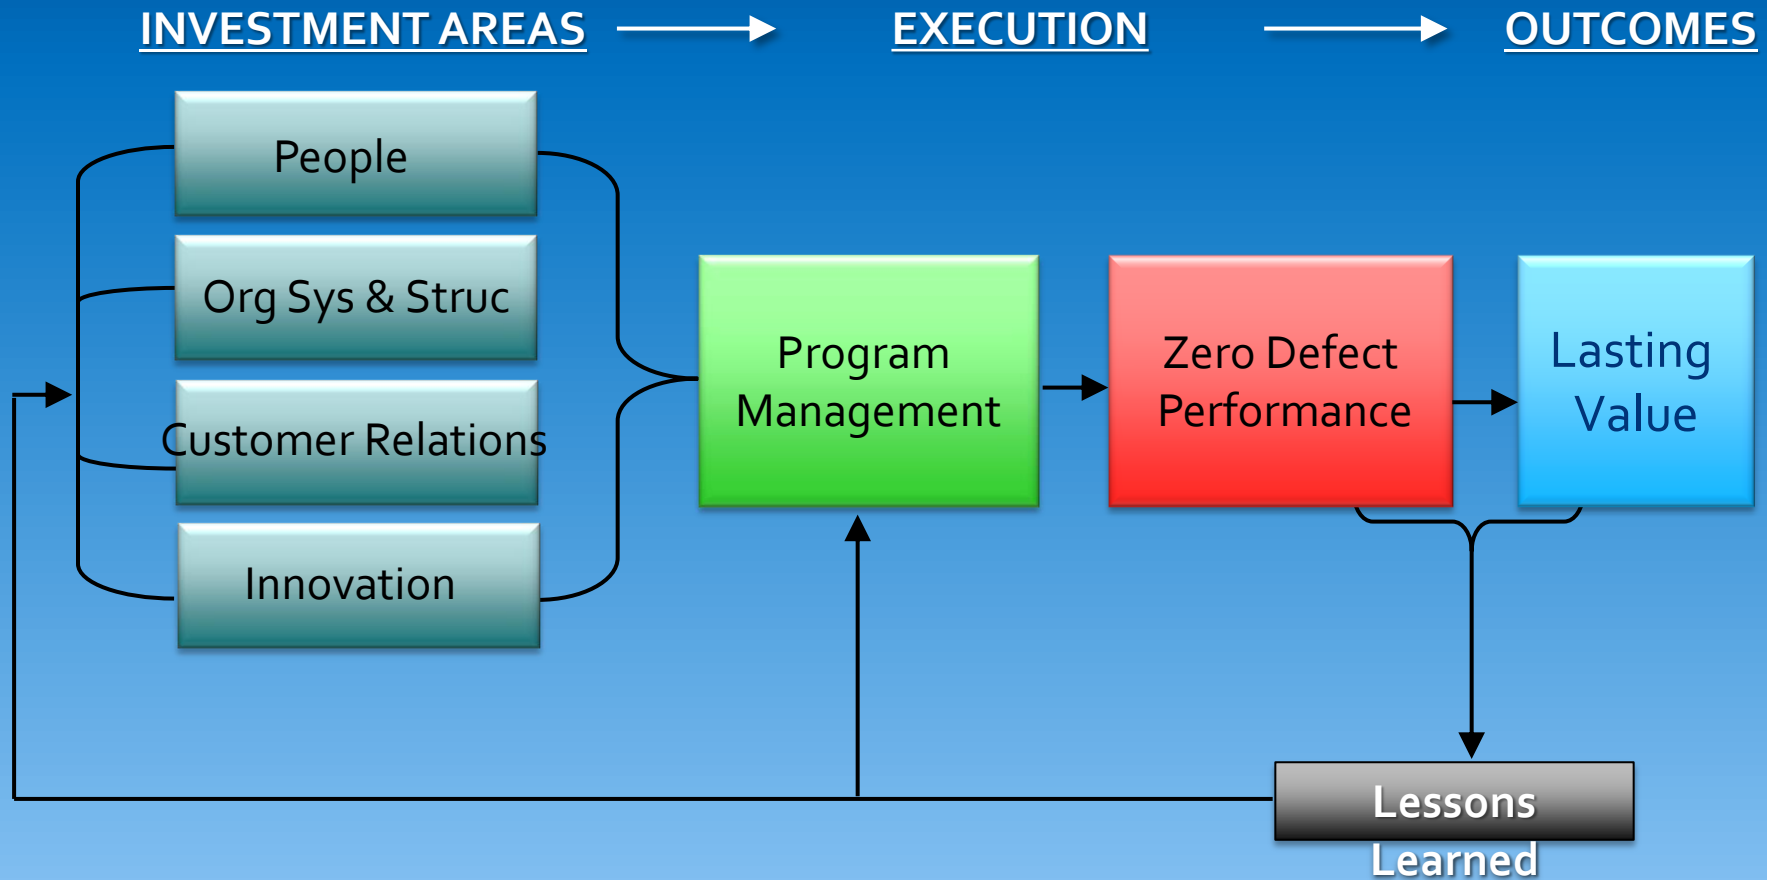 INVESTMENT AREAS
EXECUTION
OUTCOMES
People
Org Sys & Struc
Customer Relations
Innovation
Program
Management
Zero Defect
Performance
Lasting
Value
Lessons
Learned